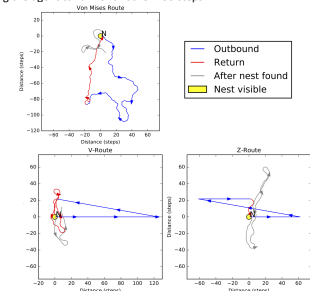 Von Mises Route
20
0
−20
−40
−60
−80
−100
−120
Distance (steps)
N
−60 −40 −20 0 20 40 60
Distance (steps)
Outbound
Return
After nest found
Nest visible
V-Route
60
40
20
0
−20
−40
−60
Distance (steps)
N
−20 0 20 40 60 80 100 120
Distance (steps)
Z-Route
60
40
20
0
−20
−40
−60
Distance (steps)
N
−60 −40 −20 0 20 40 60
Distance (steps)